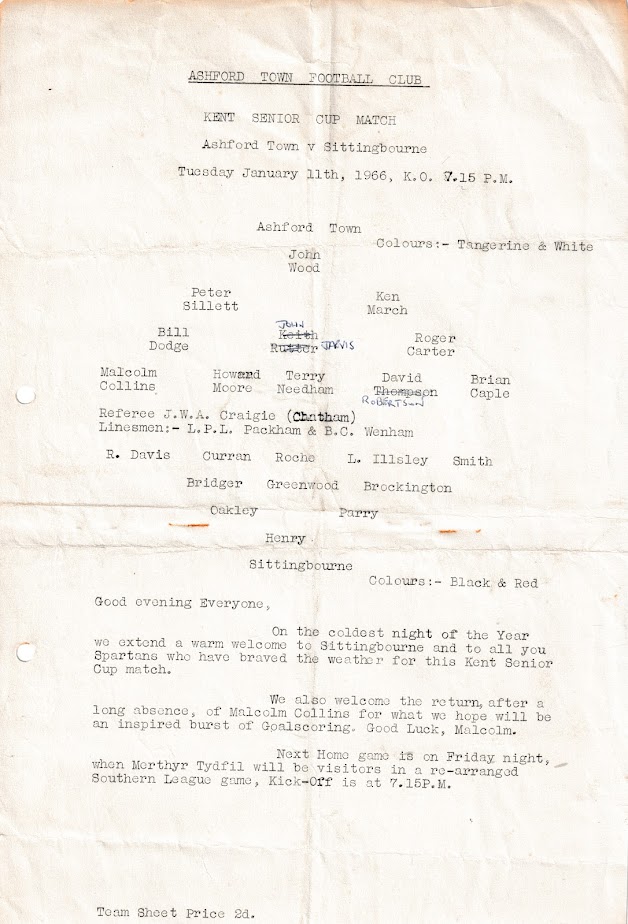 ASHFORD TOWN FOOTBALL CLUB
KENT SENIOR CUP MATCH
Ashford Town v Sittingbourne
Tuesday January 11th, 1966, K.O. 7.15 P.M.
Ashford Town
Colours:- Tangerine & White
John
Wood
Peter Ken
Sillett March
JOHN
Bill Keith Roger
Dodge Rutter JARVIS Carter
Malcolm Howard Terry David Brian
Collins Moore Needham Thompson Caple
ROBERTSON
Referee J.W.A. Craigie (Chatham)
Linesmen:- L.P.L. Packham & B.C. Wenham
R. Davis Curran Roche L. Illsley Smith
Bridger Greenwood Brockington
Oakley Parry
Henry
Sittingbourne
Colours:- Black & Red
Good evening Everyone,
On the coldest night of the Year
we extend a warm welcome to Sittingbourne and to all you
Spartans who have braved the weather for this Kent Senior
Cup match.
We also welcome the return, after a
long absence, of Malcolm Collins for what we hope will be
an inspired burst of Goalscoring. Good Luck, Malcolm.
Next Home game is on Friday night,
when Merthyr Tydfil will be visitors in a re-arranged
Southern League game, Kick-Off is at 7.15P.M.
Team Sheet Price 2d.